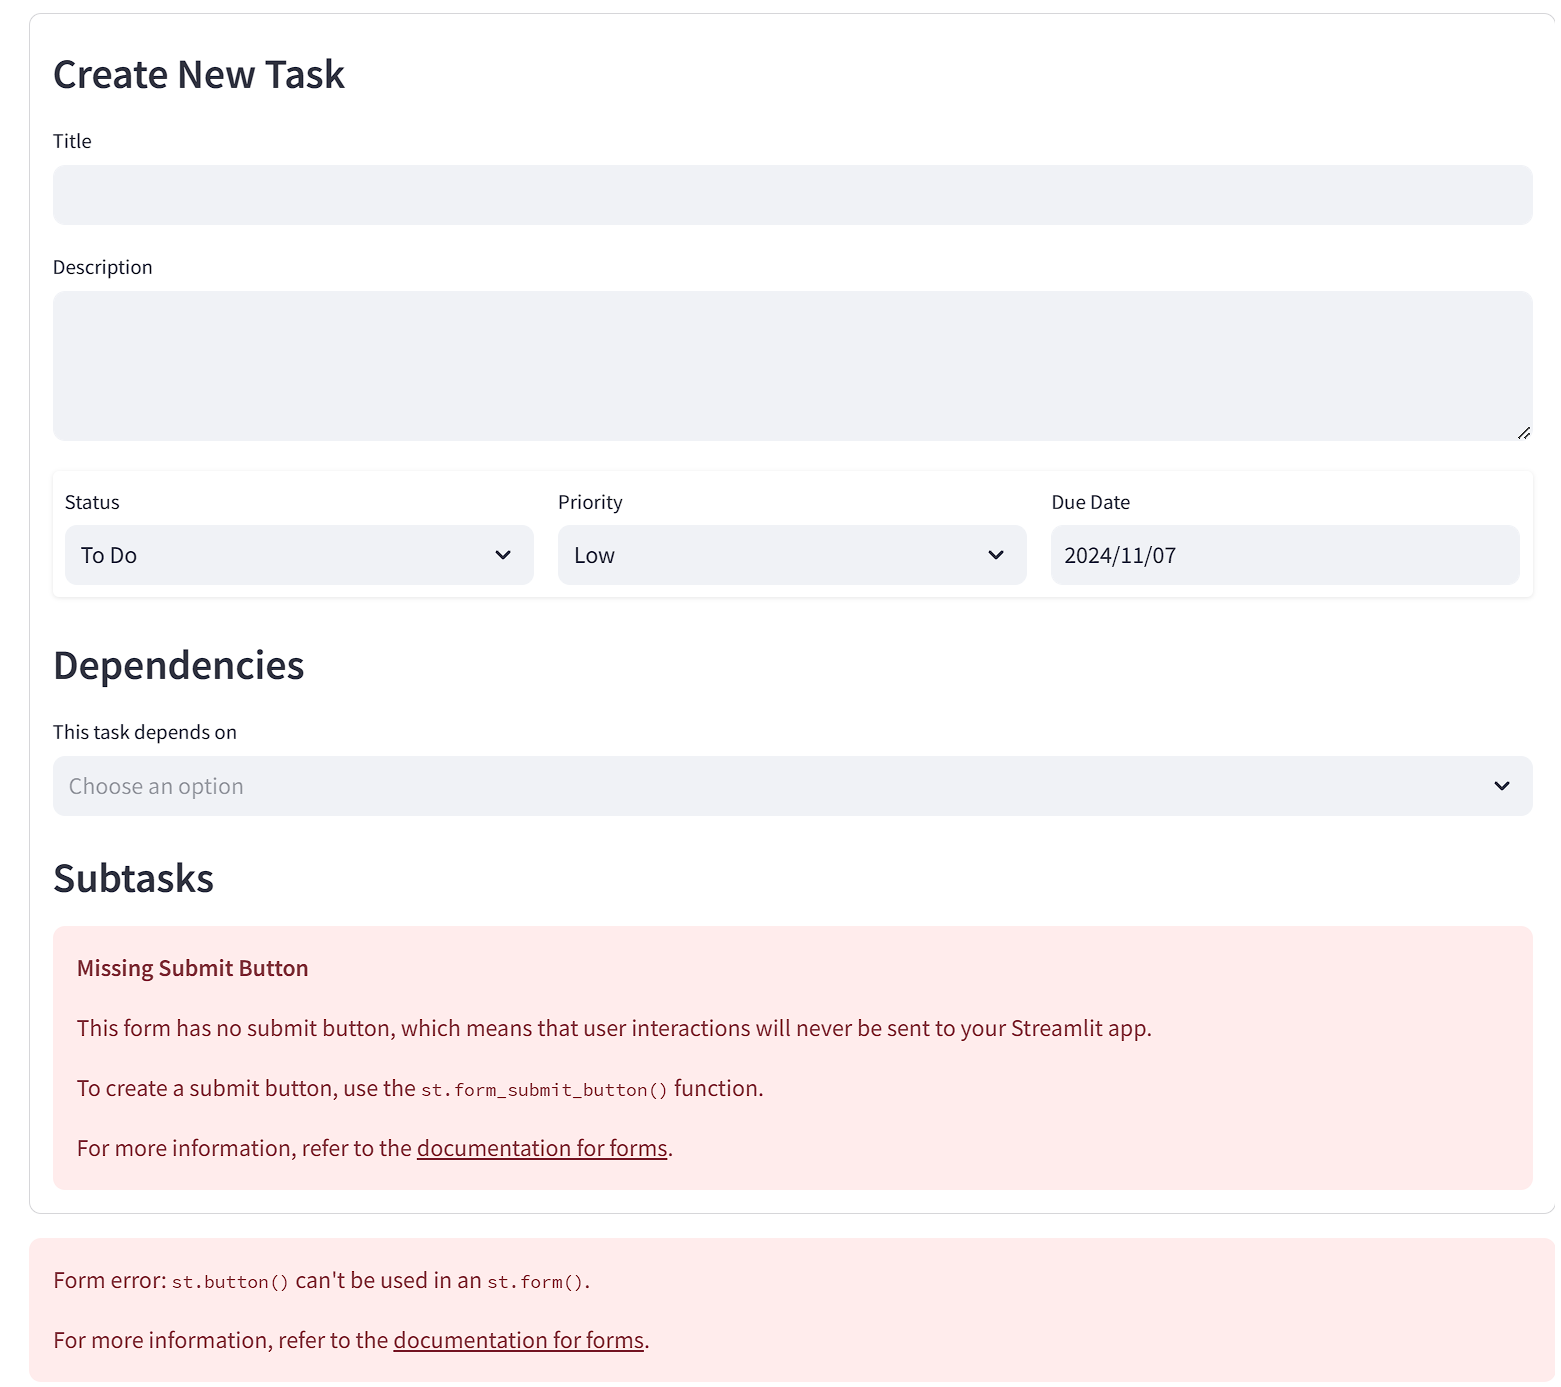 Create New Task
Title
Description
Status
Priority
Due Date
To Do
Low
2024/11/07
Dependencies
This task depends on
Choose an option
Subtasks
Missing Submit Button
This form has no submit button, which means that user interactions will never be sent to your Streamlit app.
To create a submit button, use the st.form_submit_button() function.
For more information, refer to the documentation for forms.
Form error: st.button() can't be used in an st.form().
For more information, refer to the documentation for forms.